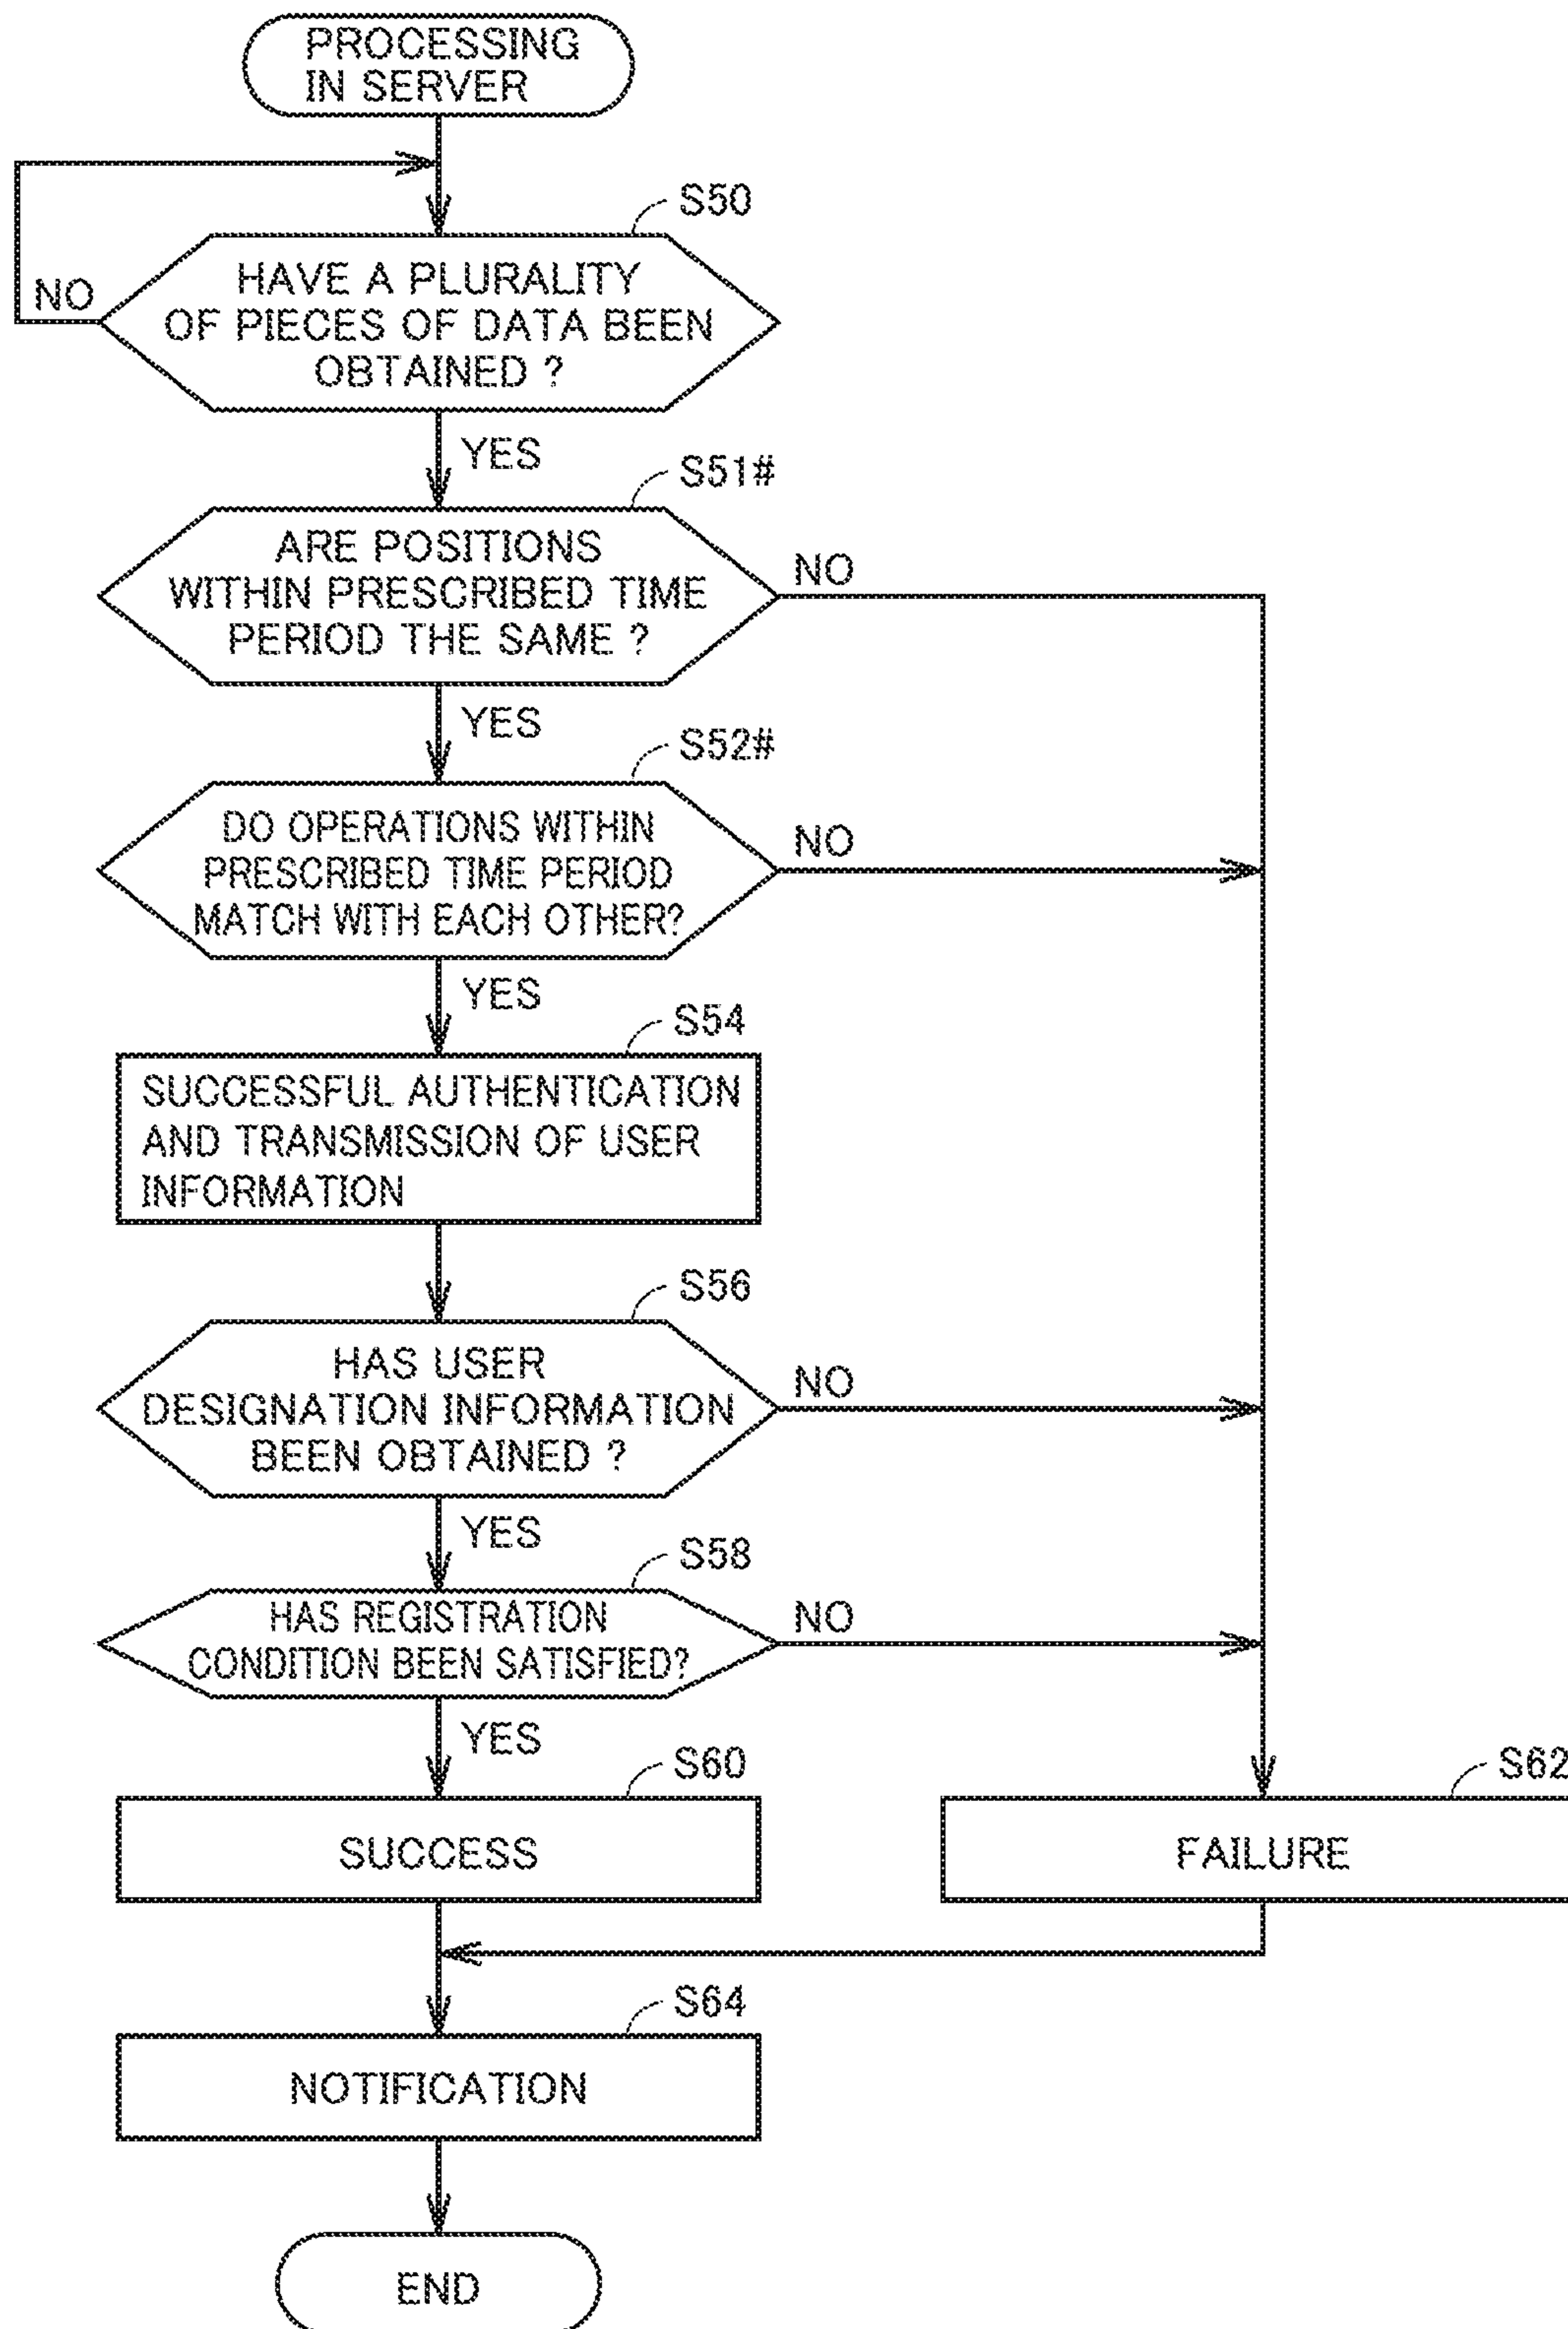 PROCESSING
IN SERVER
S50
HAVE A PLURALITY
OF PIECES OF DATA BEEN
OBTAINED ?
NO
YES
S51#
ARE POSITIONS
WITHIN PRESCRIBED TIME
PERIOD THE SAME ?
NO
YES
S52#
DO OPERATIONS WITHIN
PRESCRIBED TIME PERIOD
MATCH WITH EACH OTHER?
NO
YES
S54
SUCCESSFUL AUTHENTICATION
AND TRANSMISSION OF USER
INFORMATION
S56
HAS USER
DESIGNATION INFORMATION
BEEN OBTAINED ?
NO
YES
S58
HAS REGISTRATION
CONDITION BEEN SATISFIED?
NO
YES
S60
SUCCESS
S62
FAILURE
S64
NOTIFICATION
END